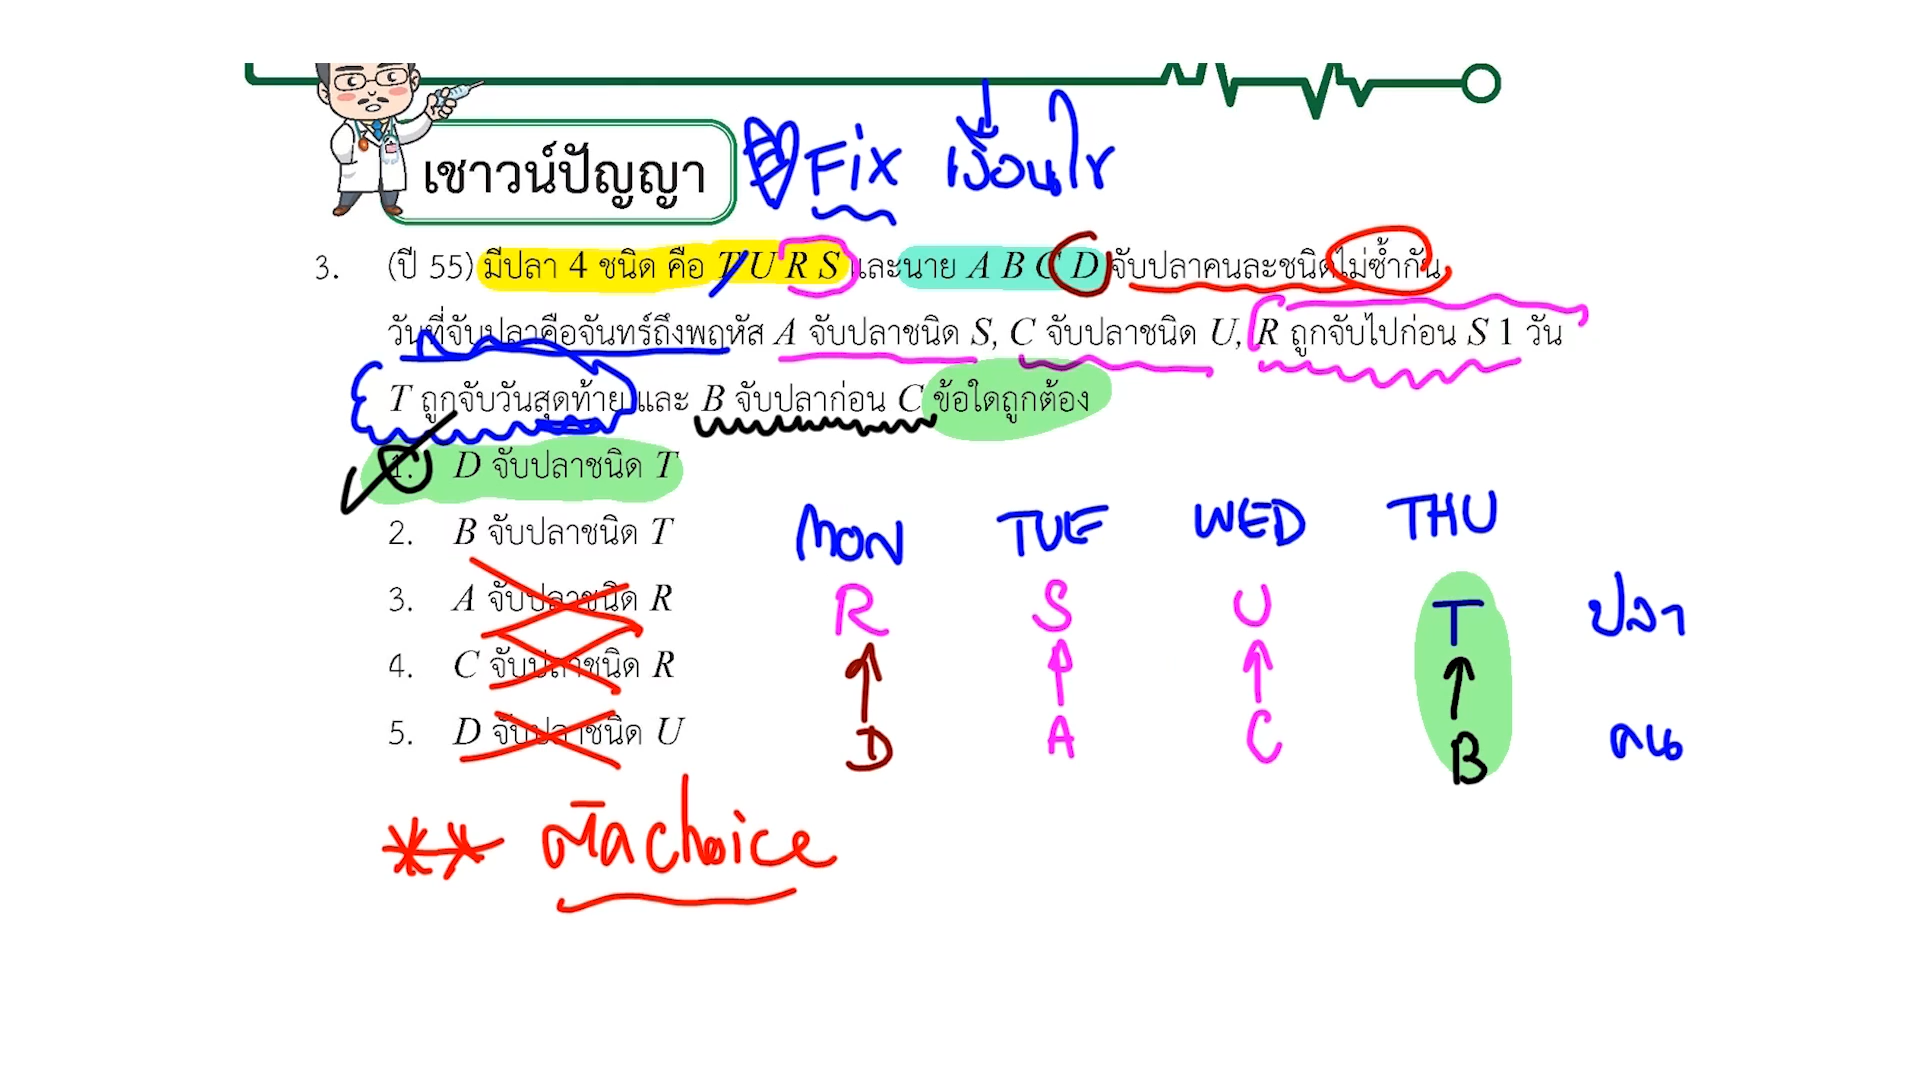 เชาวน์ปัญญา
Fix เงื่อนไข
3. (ปี 55) มีปลา 4 ชนิด คือ T U R S และนาย A B C D จับปลาคนละชนิดไม่ซ้ำกัน
วันที่จับปลาคือจันทร์ถึงพฤหัส A จับปลาชนิด S, C จับปลาชนิด U, R ถูกจับไปก่อน S 1 วัน
T ถูกจับวันสุดท้าย และ B จับปลาก่อน C ข้อใดถูกต้อง
1. D จับปลาชนิด T
2. B จับปลาชนิด T
3. A จับปลาชนิด R
4. C จับปลาชนิด R
5. D จับปลาชนิด U
MON TUE WED THU
R S U T ปลา
D A C B คน
** ตัด choice